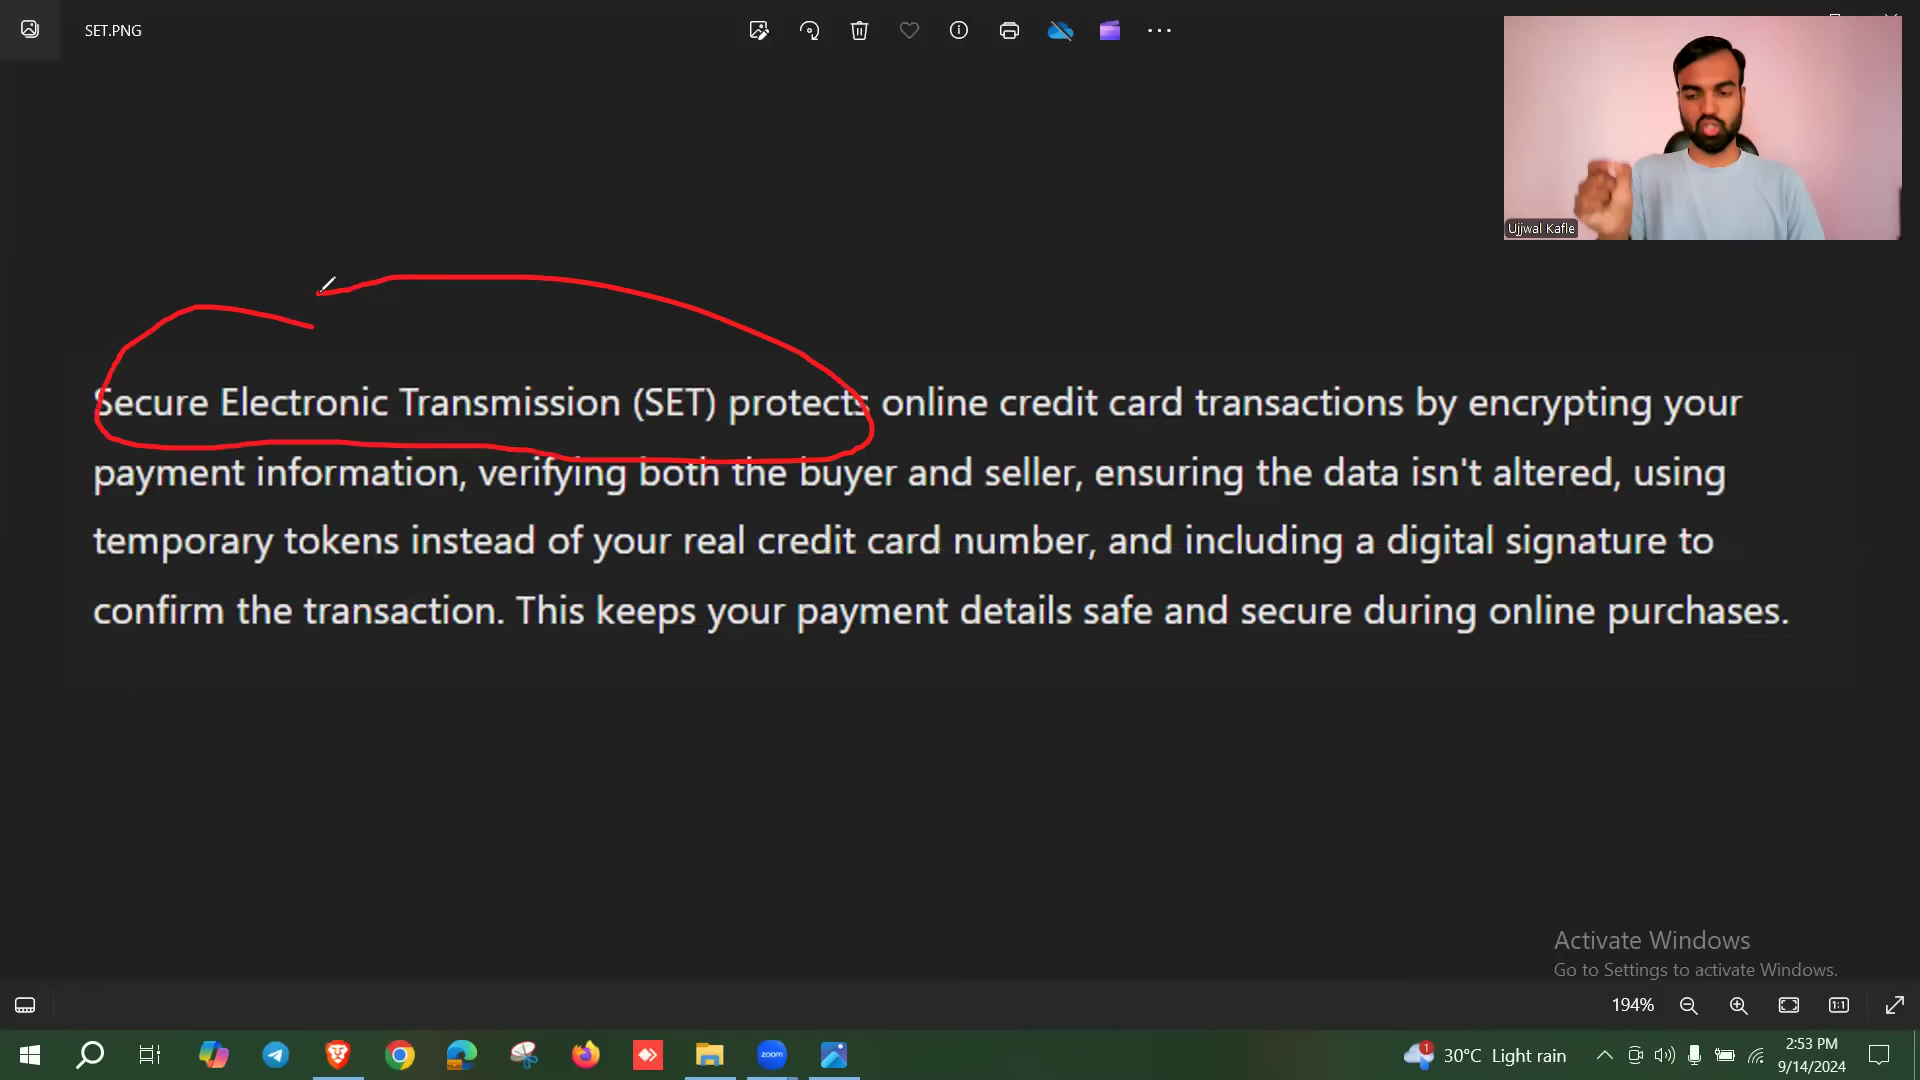 SET.PNG
Ujjwal Kafle
Secure Electronic Transmission (SET) protects online credit card transactions by encrypting your
payment information, verifying both the buyer and seller, ensuring the data isn't altered, using
temporary tokens instead of your real credit card number, and including a digital signature to
confirm the transaction. This keeps your payment details safe and secure during online purchases.
Activate Windows
Go to Settings to activate Windows.
194%
1:1
zoom
1
30°C Light rain
2:53 PM
9/14/2024